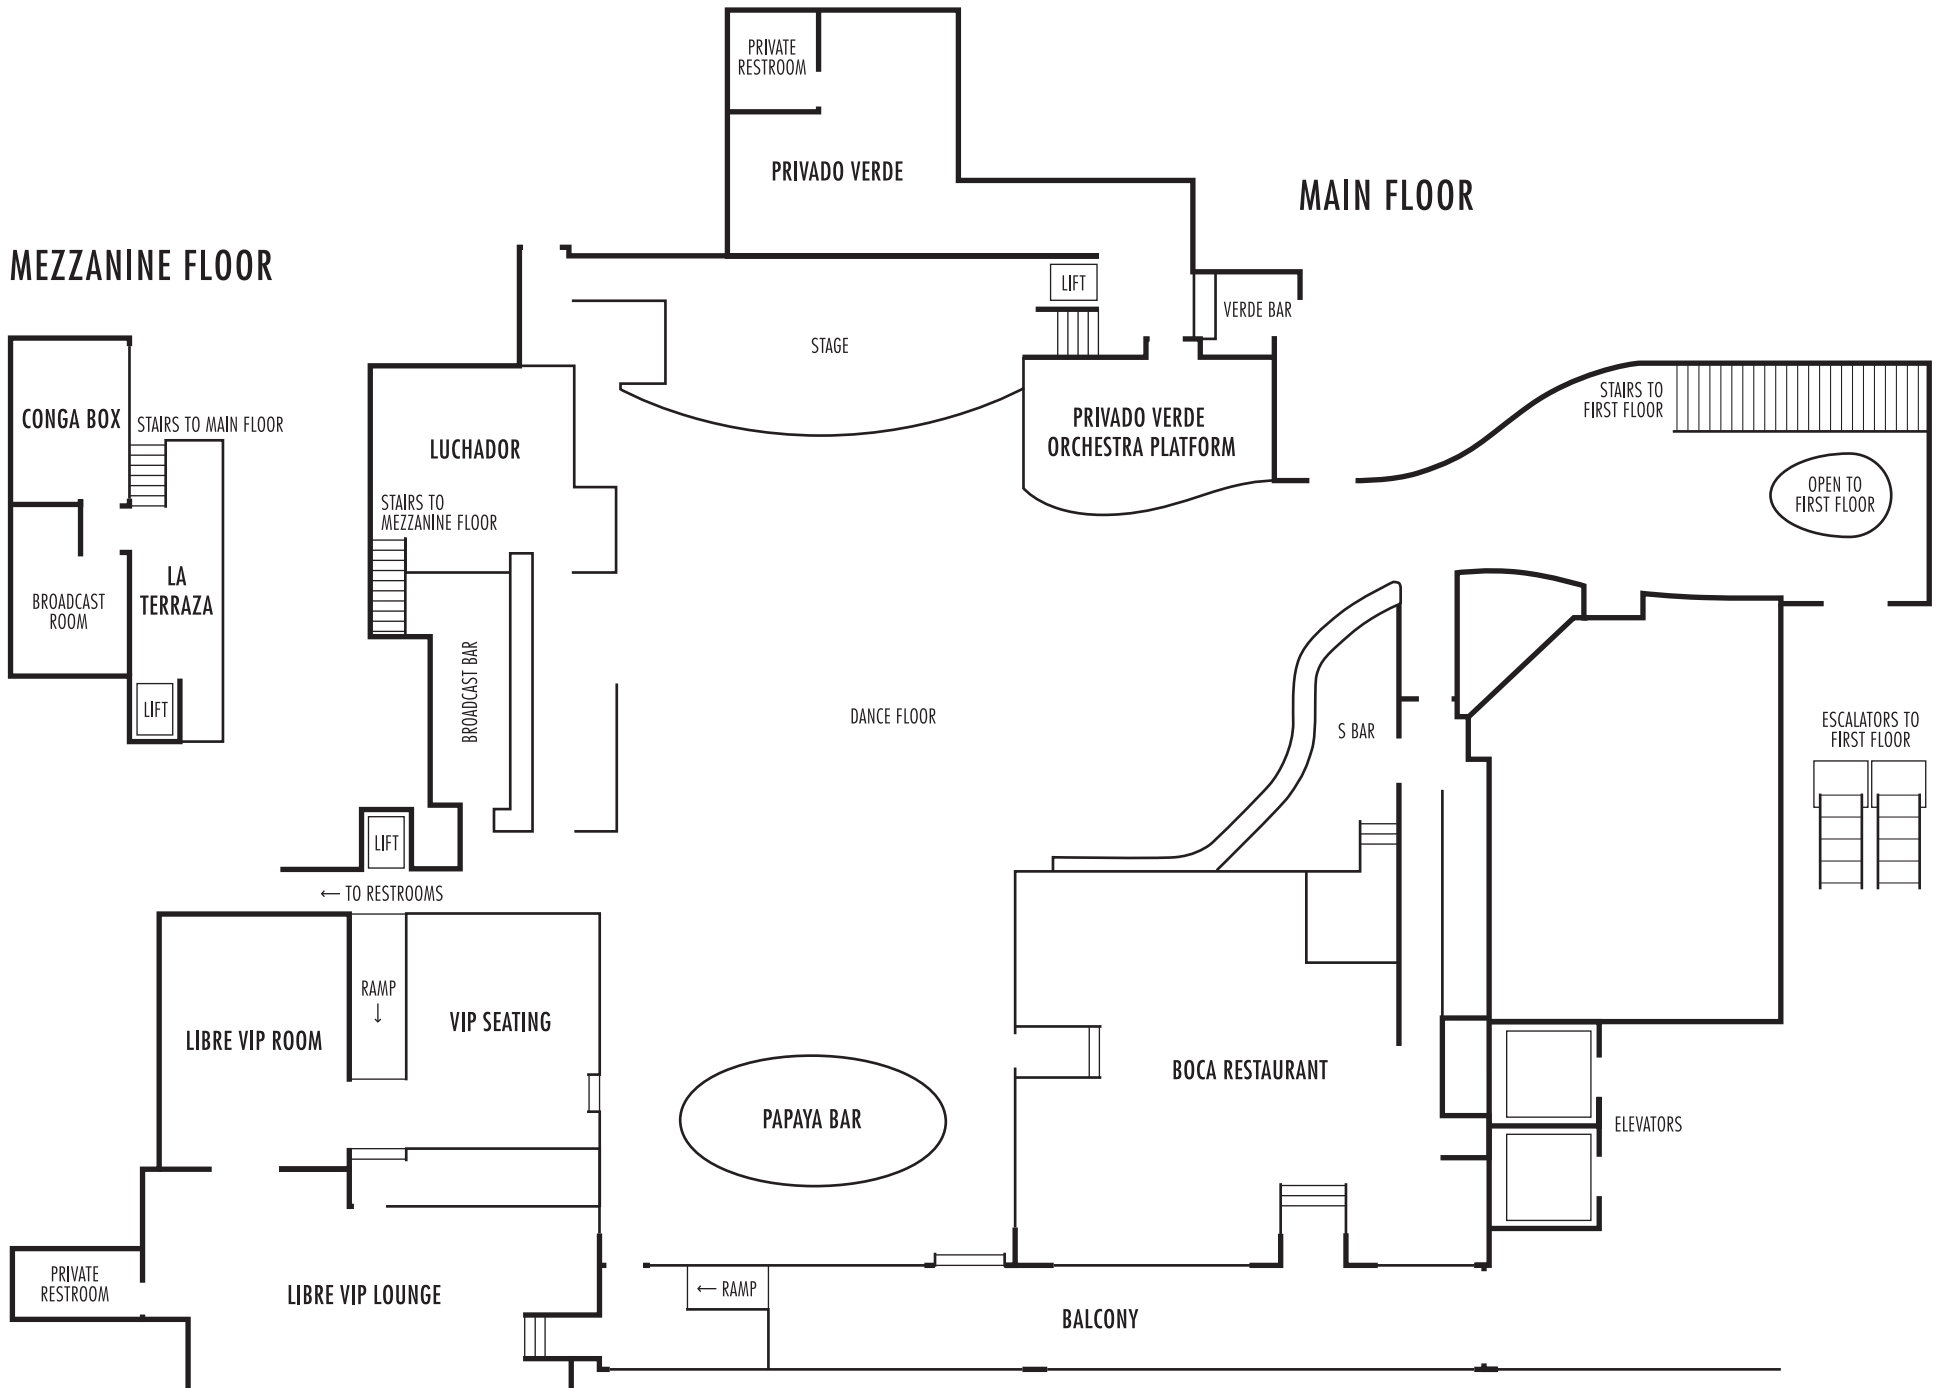 PRIVATE
RESTROOM
PRIVADO VERDE
MAIN FLOOR
MEZZANINE FLOOR
LIFT
VERDE BAR
STAGE
CONGA BOX
STAIRS TO MAIN FLOOR
LUCHADOR
PRIVADO VERDE
ORCHESTRA PLATFORM
STAIRS TO
FIRST FLOOR
OPEN TO
FIRST FLOOR
STAIRS TO
MEZZANINE FLOOR
LA
TERRAZA
BROADCAST
ROOM
LIFT
BROADCAST BAR
DANCE FLOOR
S BAR
ESCALATORS TO
FIRST FLOOR
LIFT
← TO RESTROOMS
RAMP
↓
LIBRE VIP ROOM
VIP SEATING
PAPAYA BAR
BOCA RESTAURANT
ELEVATORS
PRIVATE
RESTROOM
LIBRE VIP LOUNGE
← RAMP
BALCONY